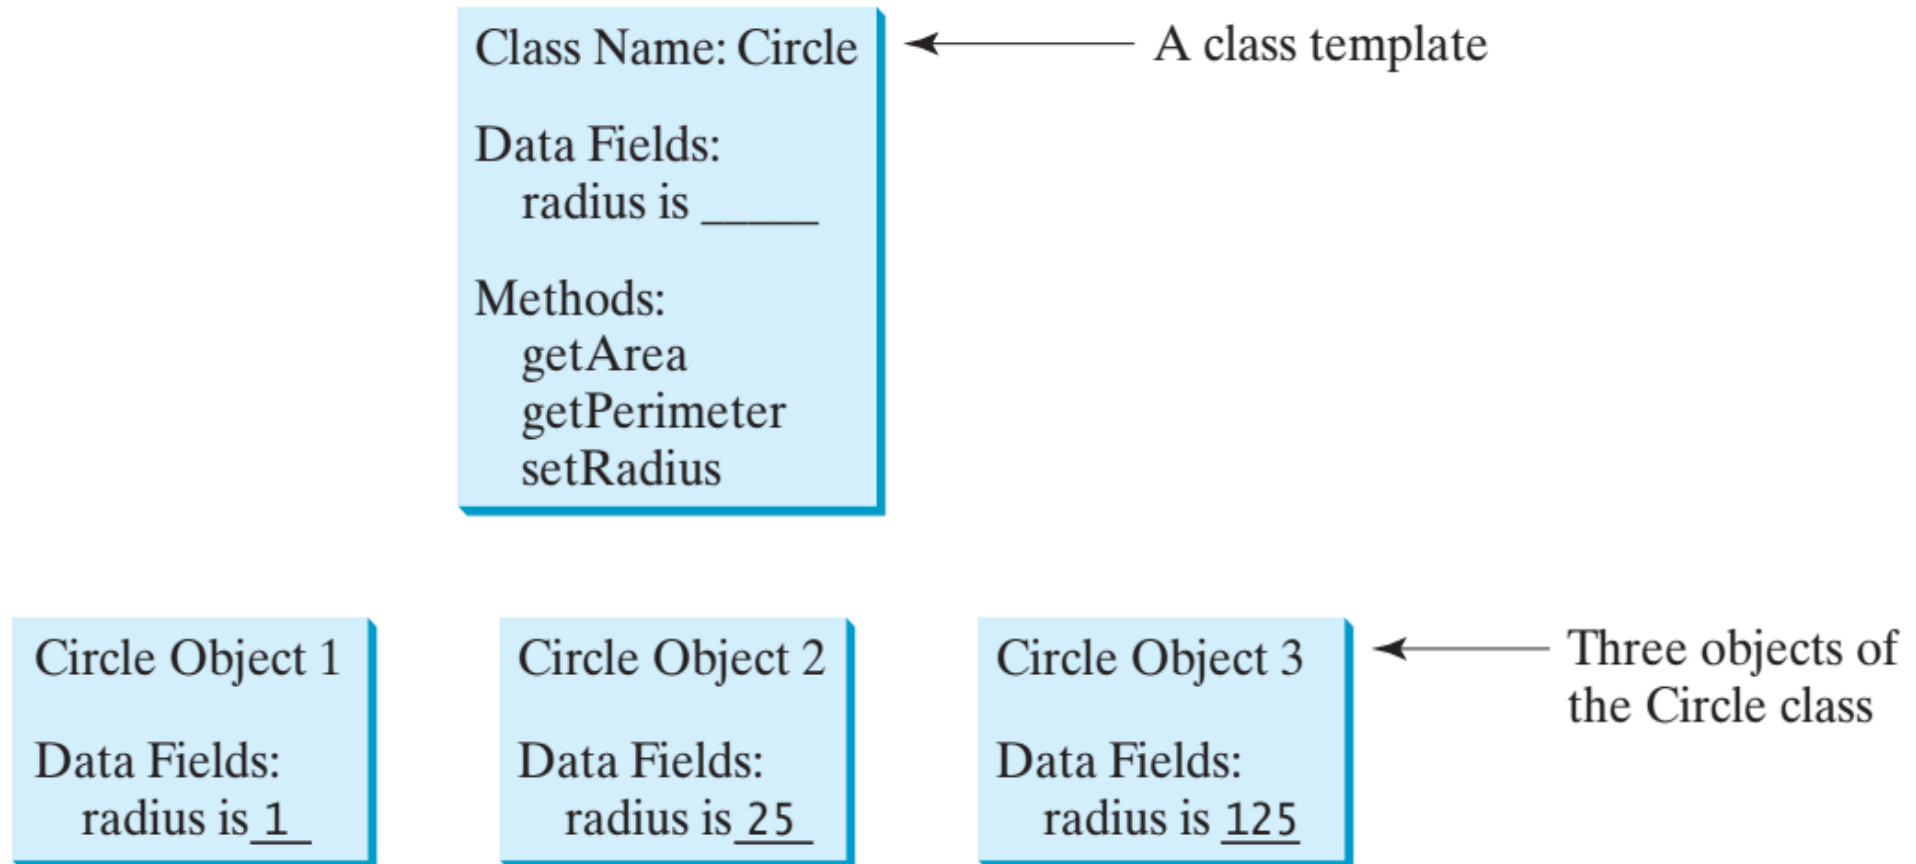 Class Name: Circle
A class template
Data Fields:
radius is _____
Methods:
getArea
getPerimeter
setRadius
Circle Object 1
Data Fields:
radius is 1
Circle Object 2
Data Fields:
radius is 25
Circle Object 3
Data Fields:
radius is 125
Three objects of
the Circle class